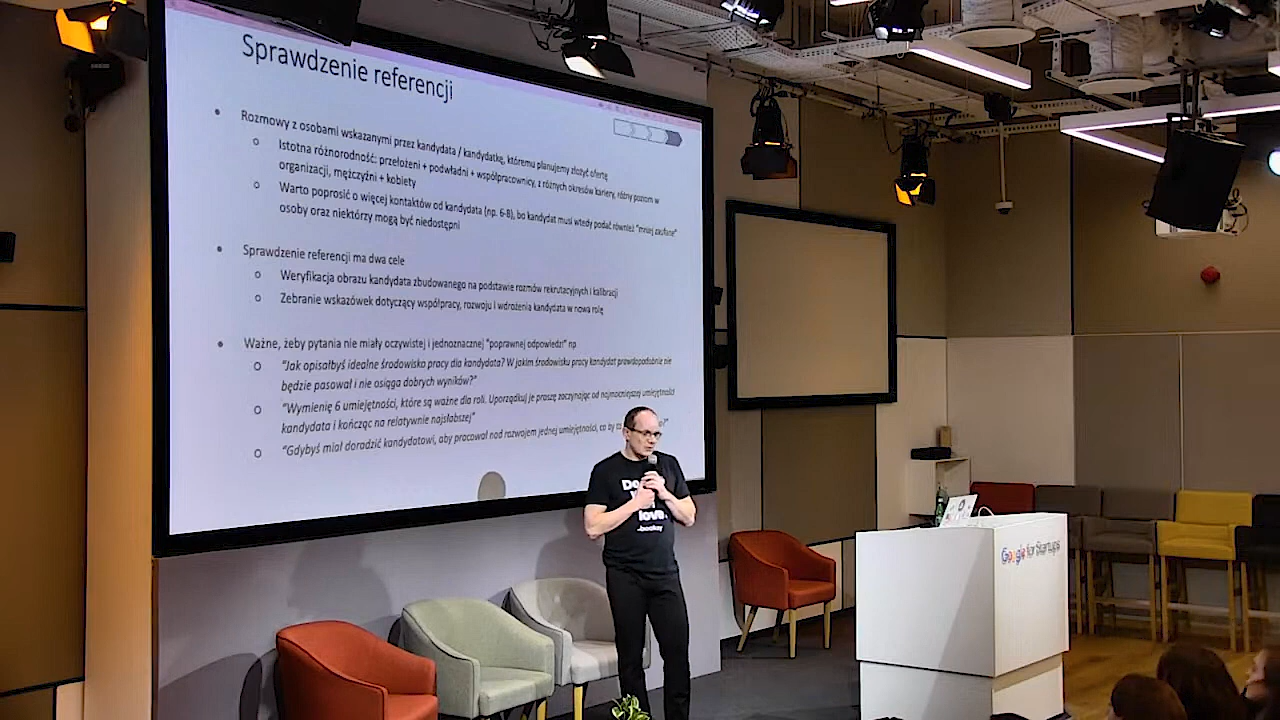 Sprawdzenie referencji
Rozmowy z osobami wskazanymi przez kandydata / kandydatkę, któremu planujemy złożyć ofertę
Istotna różnorodność: przełożeni + podwładni + współpracownicy, z różnych okresów kariery, różny poziom w
organizacji, mężczyźni + kobiety
Warto poprosić o więcej kontaktów od kandydata (np. 6-8), bo kandydat musi wtedy podać również "mniej zaufane"
osoby oraz niektórzy mogą być niedostępni
Sprawdzenie referencji ma dwa cele
Weryfikacja obrazu kandydata zbudowanego na podstawie rozmów rekrutacyjnych i kalibracji
Zebranie wskazówek dotyczący współpracy, rozwoju i wdrożenia kandydata w nowa rolę
Ważne, żeby pytania nie miały oczywistej i jednoznacznej "poprawnej odpowiedzi" np
"Jak opisałbyś idealne środowisko pracy dla kandydata? W jakim środowisku pracy kandydat prawdopodobnie nie
będzie pasował i nie osiąga dobrych wyników?"
"Wymienię 6 umiejętności, które są ważne dla roli. Uporządkuj je proszę zaczynając od najmocniejszej umiejętności
kandydata i kończąc na relatywnie najsłabszej"
"Gdybyś miał doradzić kandydatowi, aby pracował nad rozwojem jednej umiejętności, co by
love.
Google for Startups